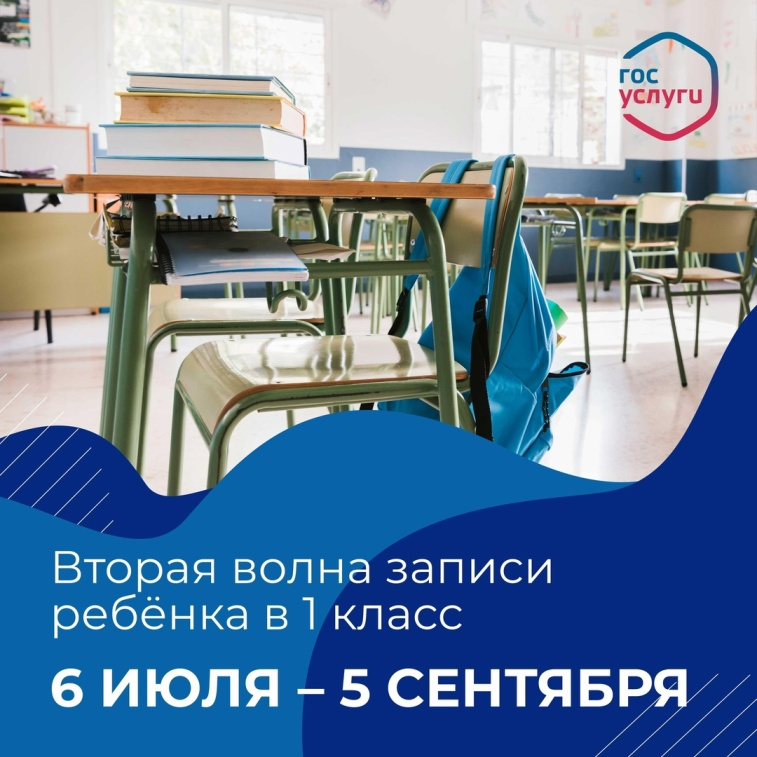 гос
услуги
Вторая волна записи
ребёнка в 1 класс
6 ИЮЛЯ – 5 СЕНТЯБРЯ